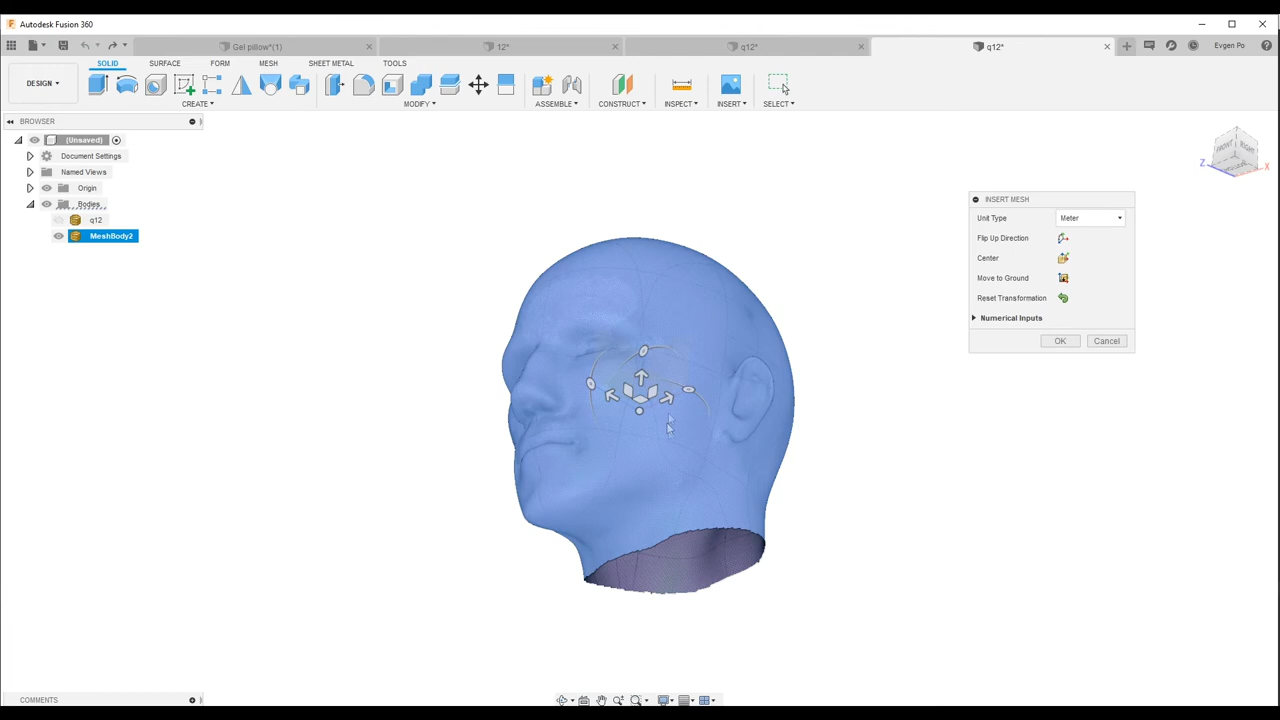 Autodesk Fusion 360
Gel pillow*(1)
12*
q12*
q12*
Evgen Po
DESIGN
SOLID
SURFACE
FORM
MESH
SHEET METAL
TOOLS
CREATE
MODIFY
ASSEMBLE
CONSTRUCT
INSPECT
INSERT
SELECT
BROWSER
(Unsaved)
Document Settings
Named Views
Origin
Bodies
q12
MeshBody2
FRONT
RIGHT
Z
X
INSERT MESH
Unit Type
Meter
Flip Up Direction
Center
Move to Ground
Reset Transformation
Numerical Inputs
OK
Cancel
COMMENTS